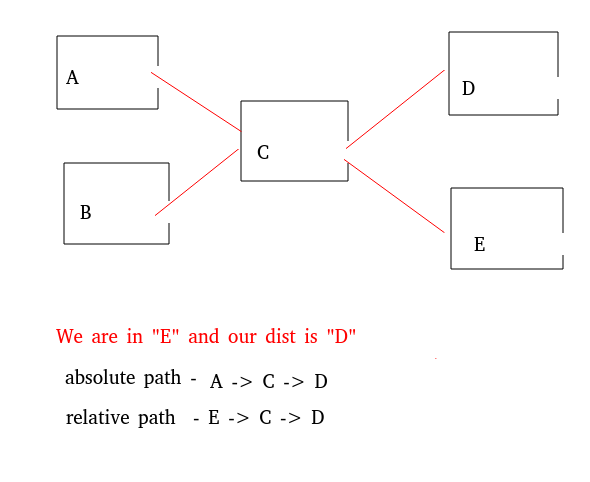 A
D
C
B
E
We are in "E" and our dist is "D"
absolute path - A -> C -> D
relative path - E -> C -> D